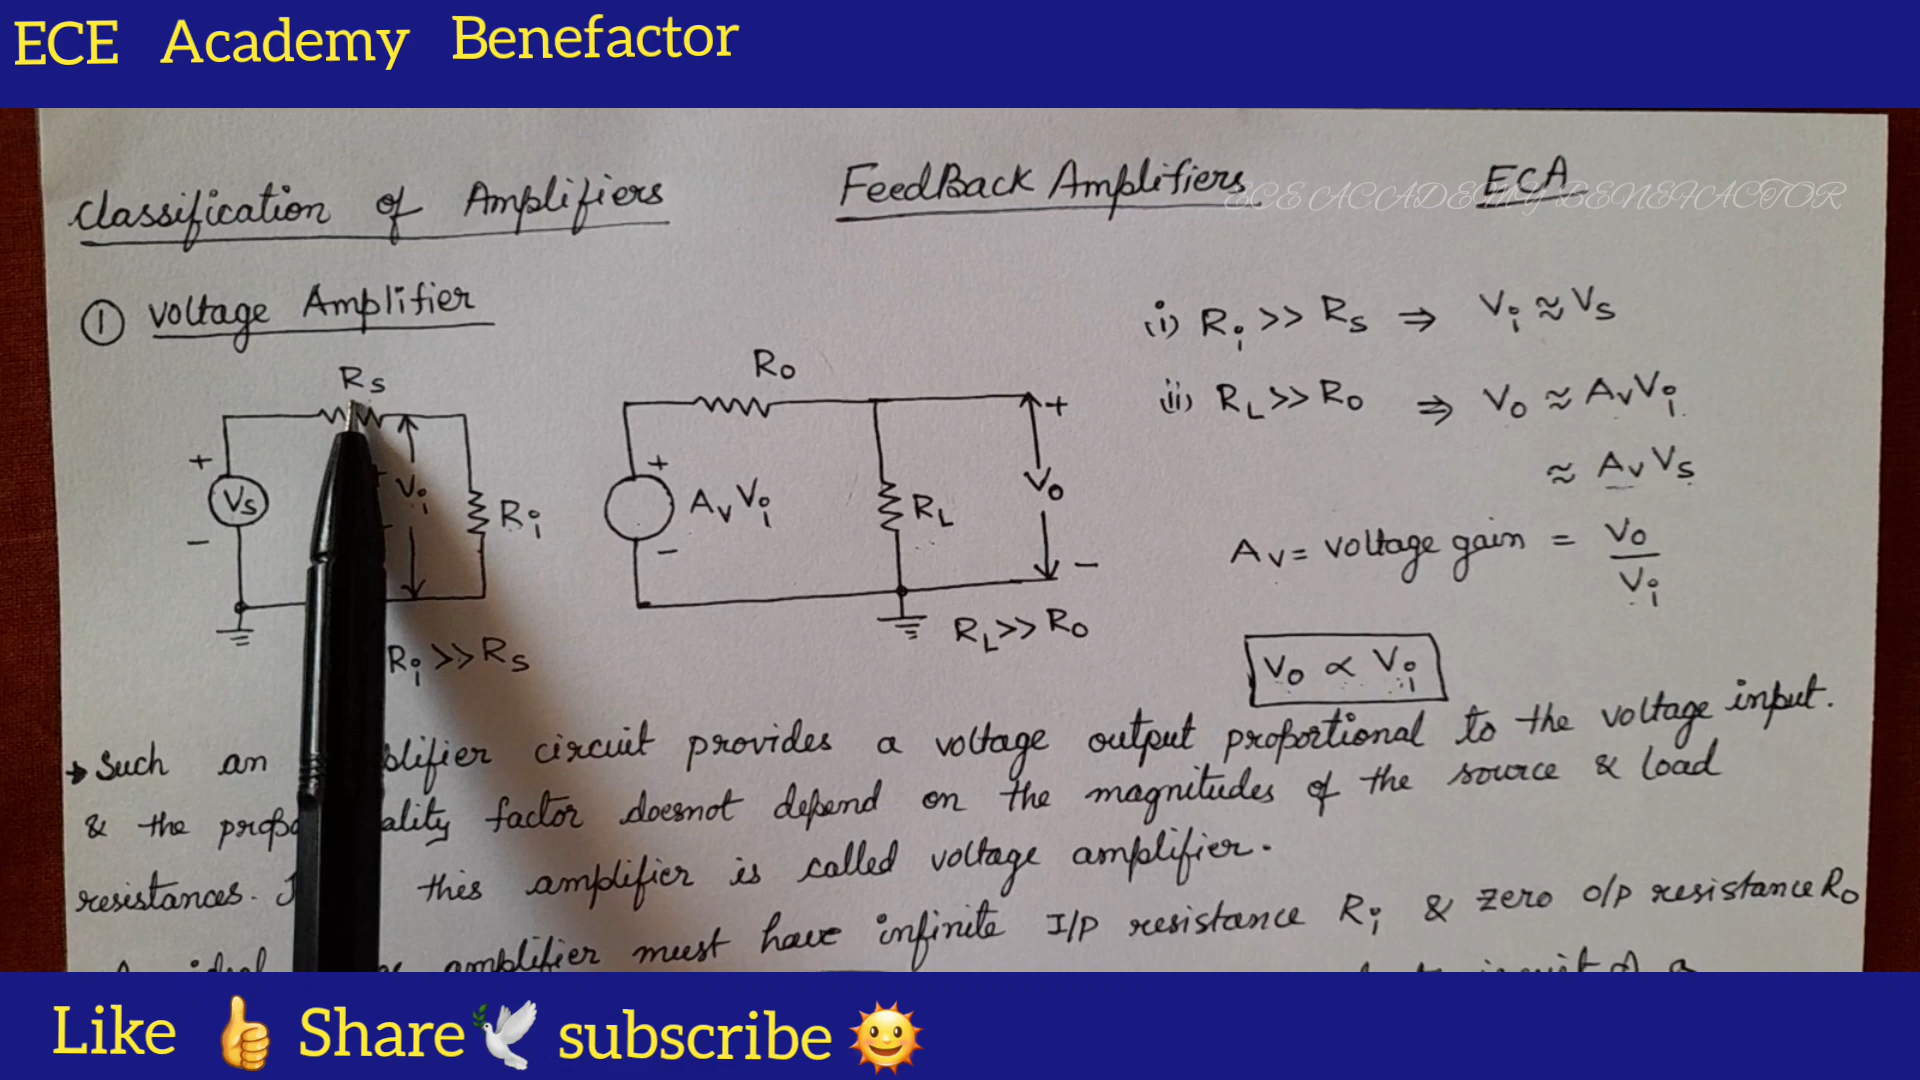 ECE Academy Benefactor
Classification of Amplifiers
FeedBack Amplifiers
ECA
ECE ACCADEMY BENEFACTOR
① Voltage Amplifier
Rs
+
Vs
−
Vi
Ri
Ri >> Rs
Ro
+
AvVi
−
RL
+
Vo
−
RL >> Ro
(i) Ri >> Rs ⇒ Vi ≈ Vs
(ii) RL >> Ro ⇒ Vo ≈ AvVi
≈ AvVs
Av = voltage gain = Vo / Vi
Vo ∝ Vi
→ Such an plifier circuit provides a voltage output proportional to the voltage input.
& the propo ality factor doesnot depend on the magnitudes of the source & load
resistances. this amplifier is called voltage amplifier.
amplifier must have infinite I/P resistance Ri & zero o/p resistance Ro
Like 👍 Share 🕊 subscribe 🌞